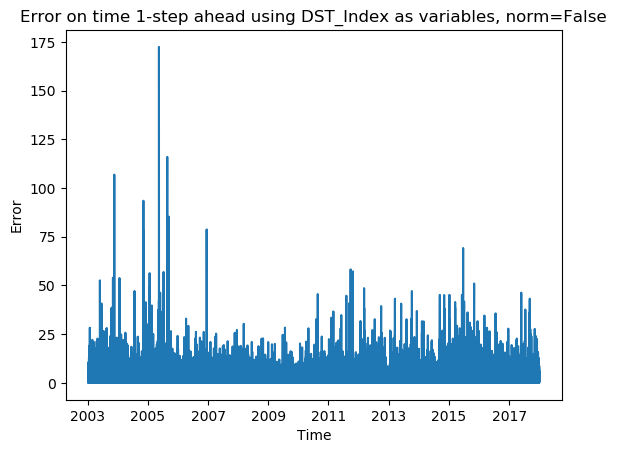 Error on time 1-step ahead using DST_Index as variables, norm=False
175
150
125
100
75
50
25
0
Error
2003 2005 2007 2009 2011 2013 2015 2017
Time